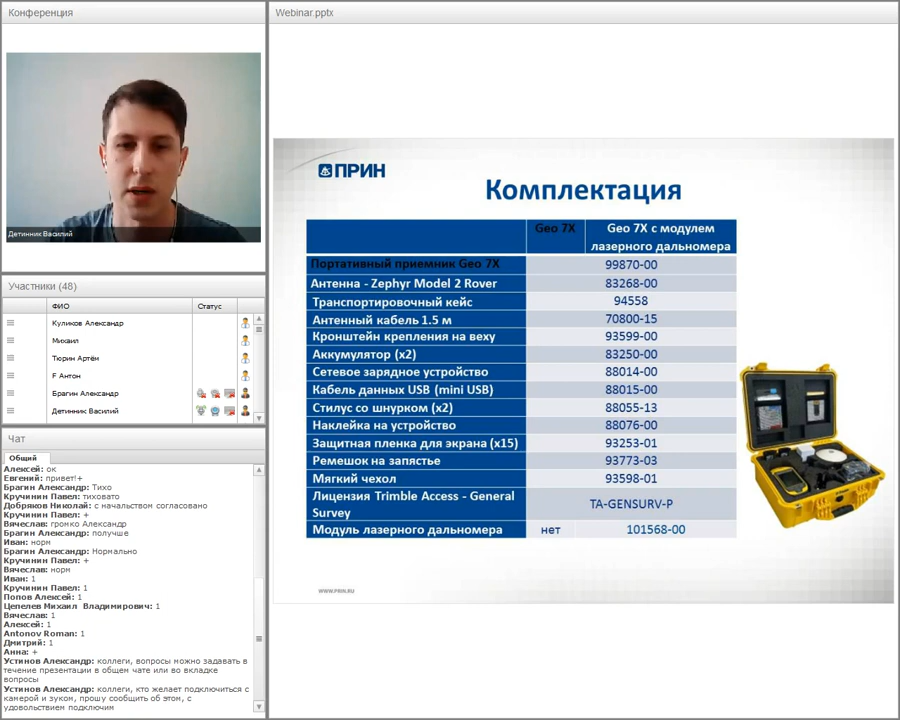 Конференция
Детинник Василий
Участники (48)
ФИО
Статус
Куликов Александр
Михаил
Тюрин Артём
F Антон
Брагин Александр
Детинник Василий
Чат
Общий
Алексей: ок
Евгений: привет!+
Брагин Александр: Тихо
Кручинин Павел: тиховато
Добряков Николай: с начальством согласовано
Кручинин Павел: +
Вячеслав: громко Александр
Брагин Александр: получше
Иван: норм
Брагин Александр: Нормально
Кручинин Павел: +
Вячеслав: норм
Иван: 1
Кручинин Павел: 1
Попов Алексей: 1
Цепелев Михаил Владимирович: 1
Вячеслав: 1
Алексей: 1
Antonov Roman: 1
Дмитрий: 1
Анна: +
Устинов Александр: коллеги, вопросы можно задавать в
течение презентации в общем чате или во вкладке
вопросы
Устинов Александр: коллеги, кто желает подключиться с
камерой и зуком, прошу сообщить об этом, с
удовольствием подключим
Webinar.pptx
ПРИН
Комплектация
Geo 7X
Geo 7X с модулем
лазерного дальномера
Портативный приемник Geo 7X 99870-00
Антенна - Zephyr Model 2 Rover 83268-00
Транспортировочный кейс 94558
Антенный кабель 1.5 м 70800-15
Кронштейн крепления на веху 93599-00
Аккумулятор (x2) 83250-00
Сетевое зарядное устройство 88014-00
Кабель данных USB (mini USB) 88015-00
Стилус со шнурком (x2) 88055-13
Наклейка на устройство 88076-00
Защитная пленка для экрана (x15) 93253-01
Ремешок на запястье 93773-03
Мягкий чехол 93598-01
Лицензия Trimble Access - General
Survey TA-GENSURV-P
Модуль лазерного дальномера нет 101568-00
WWW.PRIN.RU